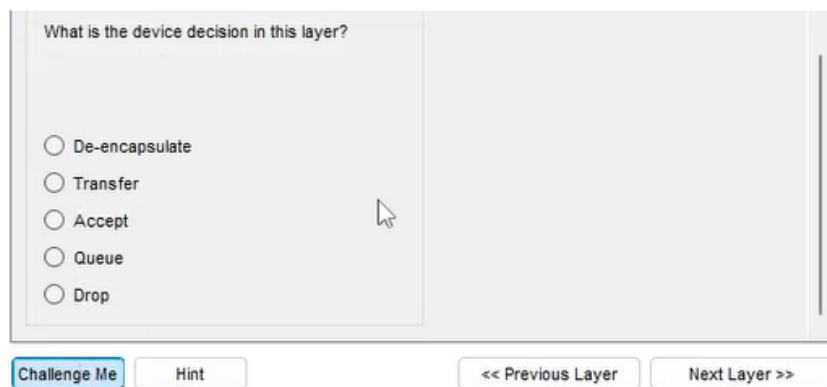 What is the device decision in this layer?
De-encapsulate
Transfer
Accept
Queue
Drop
Challenge Me
Hint
<< Previous Layer
Next Layer >>